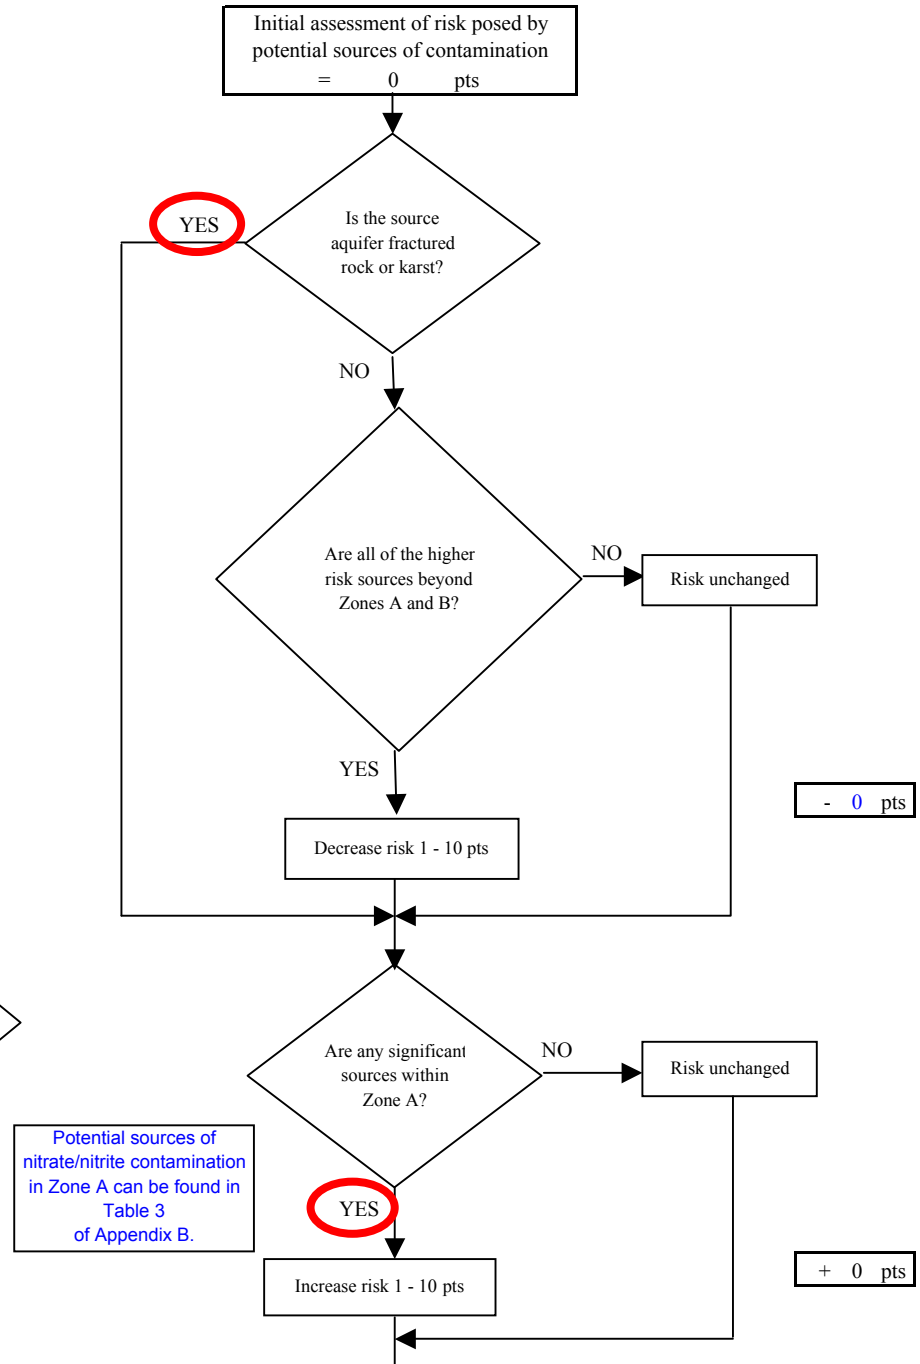 Initial assessment of risk posed by
potential sources of contamination
= 0 pts
YES
Is the source
aquifer fractured
rock or karst?
NO
Are all of the higher
risk sources beyond
Zones A and B?
NO
Risk unchanged
YES
- 0 pts
Decrease risk 1 - 10 pts
Are any significant
sources within
Zone A?
NO
Risk unchanged
Potential sources of
nitrate/nitrite contamination
in Zone A can be found in
Table 3
of Appendix B.
YES
+ 0 pts
Increase risk 1 - 10 pts